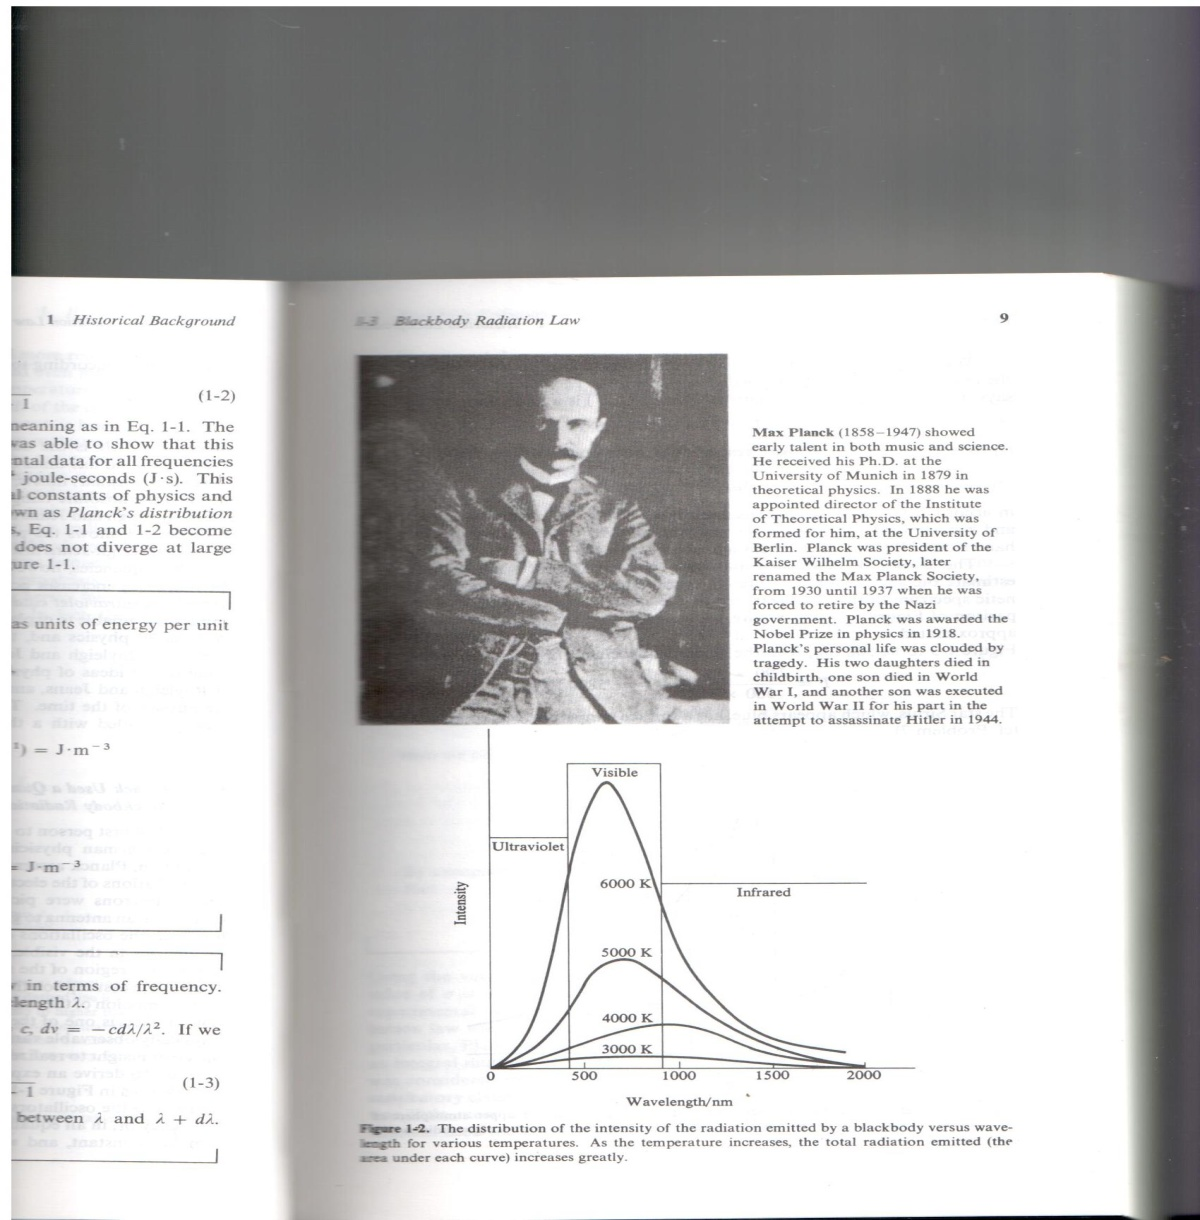 1 Historical Background
(1-2)
1
meaning as in Eq. 1-1. The
was able to show that this
ntal data for all frequencies
joule-seconds (J·s). This
l constants of physics and
wn as Planck's distribution
, Eq. 1-1 and 1-2 become
does not diverge at large
ure 1-1.
as units of energy per unit
) = J·m⁻³
= J·m⁻³
in terms of frequency.
length λ.
c, dν = −cdλ/λ². If we
(1-3)
− 1
between λ and λ + dλ.
1-3 Blackbody Radiation Law
9
Max Planck (1858–1947) showed
early talent in both music and science.
He received his Ph.D. at the
University of Munich in 1879 in
theoretical physics. In 1888 he was
appointed director of the Institute
of Theoretical Physics, which was
formed for him, at the University of
Berlin. Planck was president of the
Kaiser Wilhelm Society, later
renamed the Max Planck Society,
from 1930 until 1937 when he was
forced to retire by the Nazi
government. Planck was awarded the
Nobel Prize in physics in 1918.
Planck's personal life was clouded by
tragedy. His two daughters died in
childbirth, one son died in World
War I, and another son was executed
in World War II for his part in the
attempt to assassinate Hitler in 1944.
Visible
Ultraviolet
6000 K
Infrared
Intensity
5000 K
4000 K
3000 K
0 500 1000 1500 2000
Wavelength/nm
Figure 1-2. The distribution of the intensity of the radiation emitted by a blackbody versus wave-
length for various temperatures. As the temperature increases, the total radiation emitted (the
area under each curve) increases greatly.